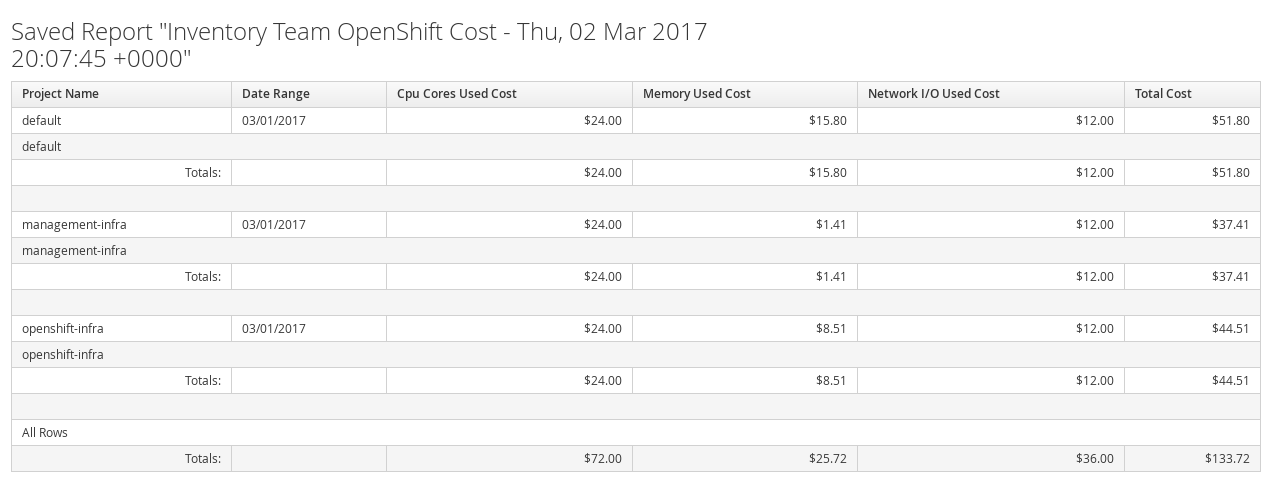 Saved Report "Inventory Team OpenShift Cost - Thu, 02 Mar 2017
20:07:45 +0000"
Project Name Date Range Cpu Cores Used Cost Memory Used Cost Network I/O Used Cost Total Cost
default 03/01/2017 $24.00 $15.80 $12.00 $51.80
default
Totals: $24.00 $15.80 $12.00 $51.80
management-infra 03/01/2017 $24.00 $1.41 $12.00 $37.41
management-infra
Totals: $24.00 $1.41 $12.00 $37.41
openshift-infra 03/01/2017 $24.00 $8.51 $12.00 $44.51
openshift-infra
Totals: $24.00 $8.51 $12.00 $44.51
All Rows
Totals: $72.00 $25.72 $36.00 $133.72